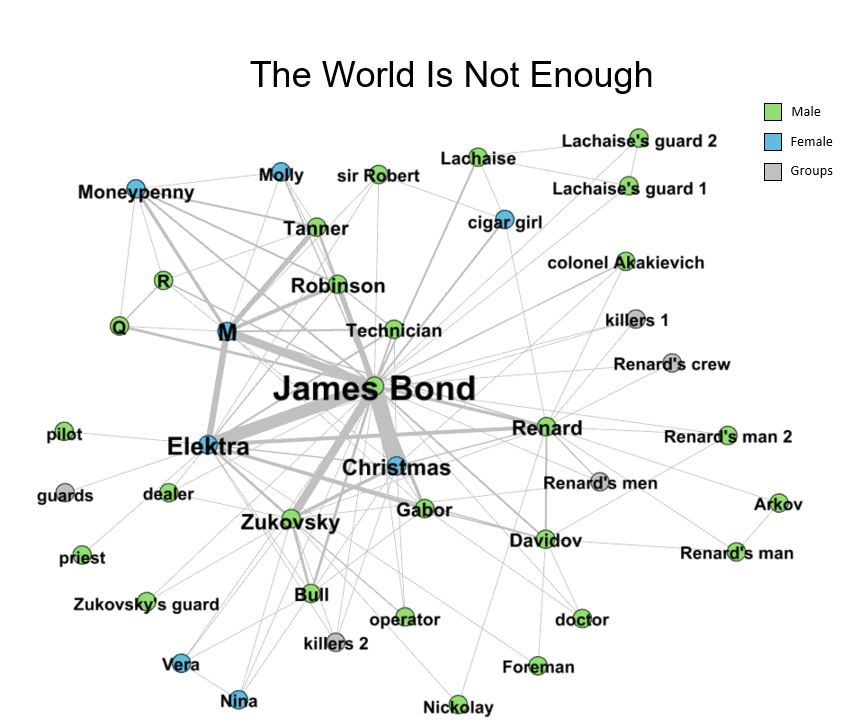 The World Is Not Enough
Male
Female
Groups
Lachaise's guard 2
Lachaise
Molly
sir Robert
Moneypenny
Lachaise's guard 1
cigar girl
Tanner
colonel Akakievich
R
Robinson
killers 1
Q
M
Technician
Renard's crew
James Bond
Renard
pilot
Renard's man 2
Elektra
Christmas
Renard's men
guards
dealer
Arkov
Gabor
Zukovsky
Davidov
Renard's man
priest
Bull
Zukovsky's guard
operator
doctor
killers 2
Vera
Foreman
Nina
Nickolay